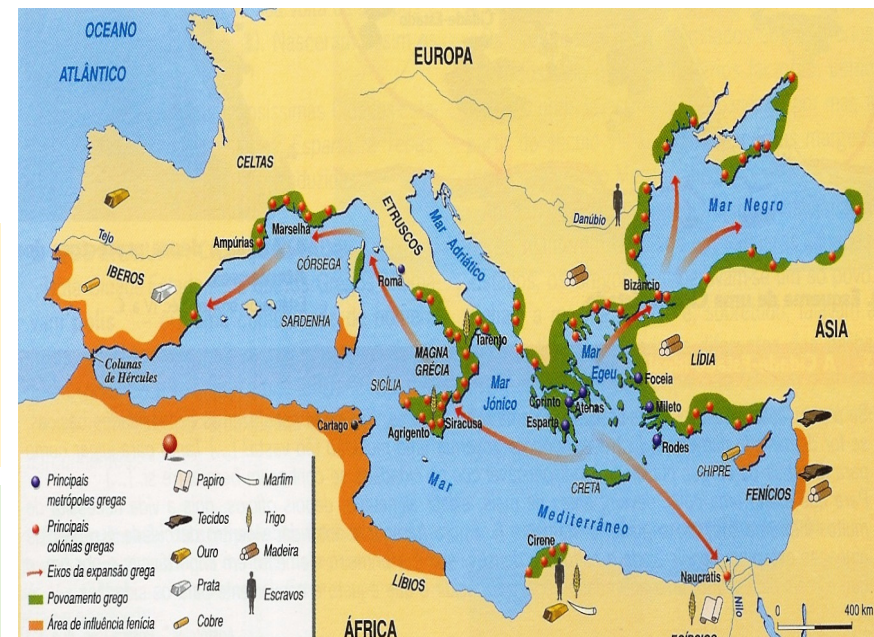 OCEANO
ATLÂNTICO
EUROPA
CELTAS
Tejo
IBEROS
Ampúrias
Marselha
CÓRSEGA
ETRUSCOS
Mar Adriático
Roma
SARDENHA
Danúbio
Mar Negro
Bizâncio
ÁSIA
LÍDIA
Colunas
de Hércules
MAGNA
GRÉCIA
Tarento
SICÍLIA
Mar
Jónico
Mar
Egeu
Foceia
Corinto
Atenas
Mileto
Esparta
Cartago
Agrigento
Siracusa
Rodes
CHIPRE
FENÍCIOS
CRETA
Mar
Mediterrâneo
Cirene
LÍBIOS
Naucrátis
Nilo
ÁFRICA
0 400 km
Principais
metrópoles gregas
Principais
colónias gregas
Eixos da expansão grega
Povoamento grego
Área de influência fenícia
Papiro
Tecidos
Ouro
Prata
Cobre
Marfim
Trigo
Madeira
Escravos